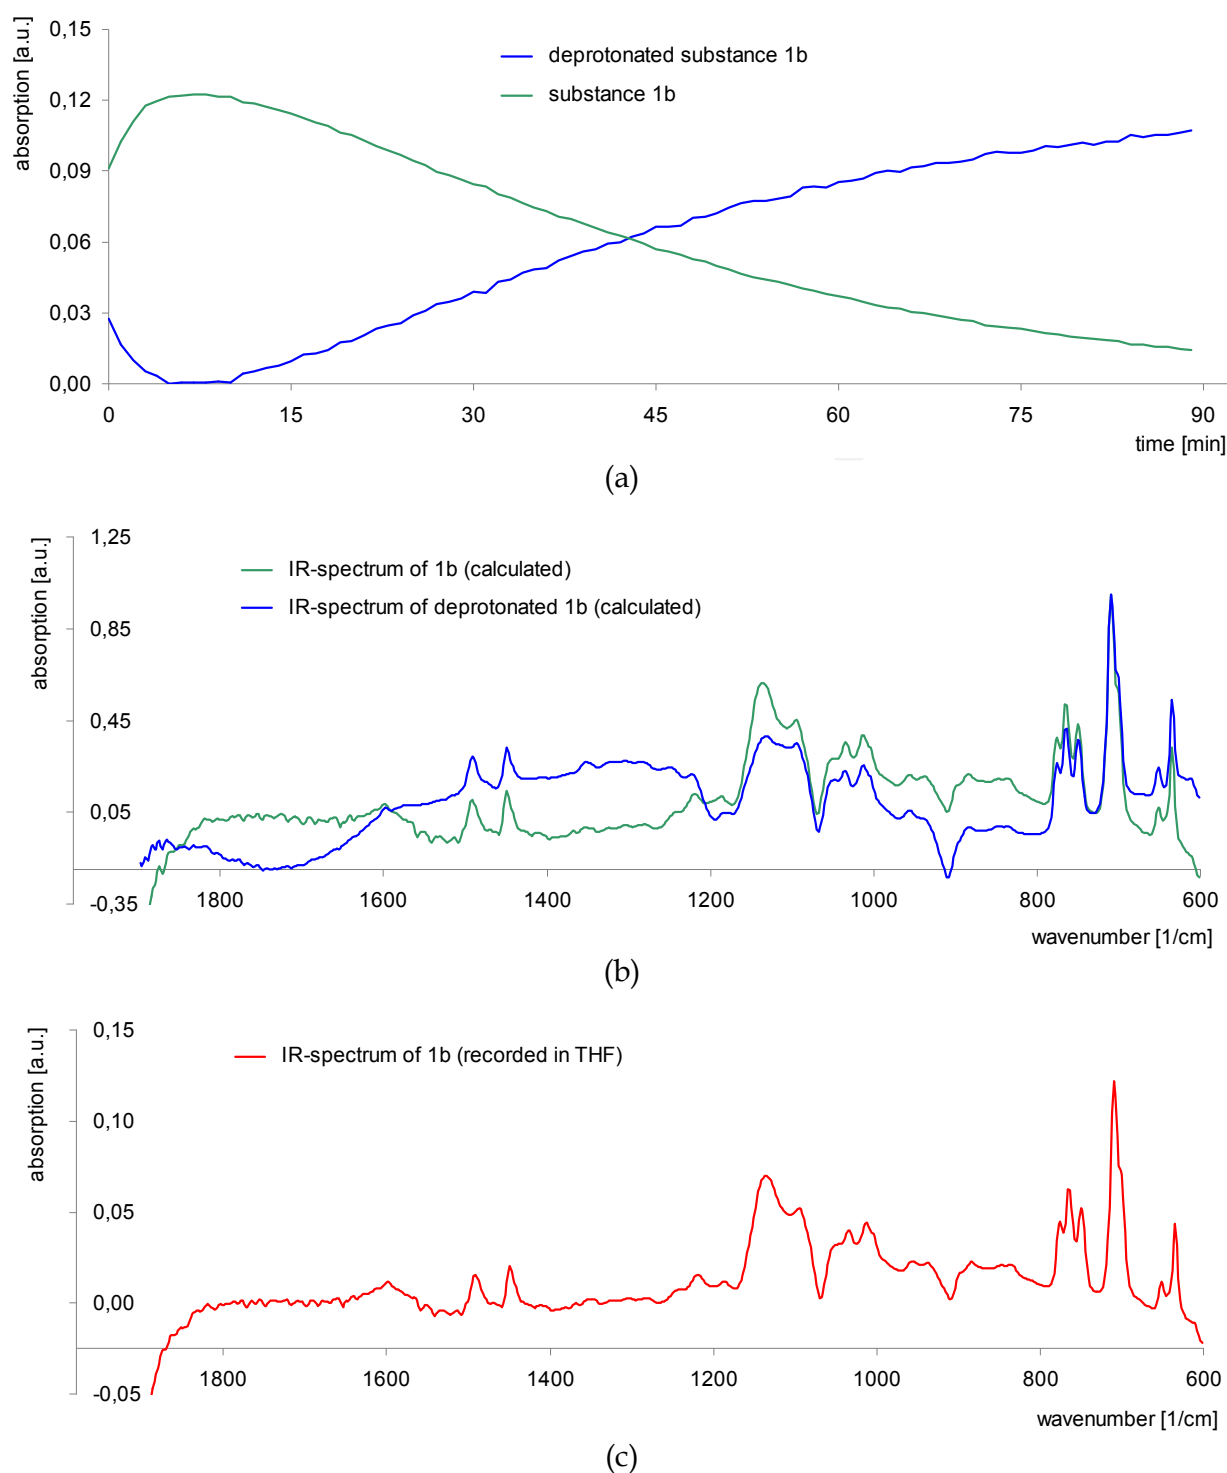 0,15
0,12
0,09
0,06
0,03
0,00
absorption [a.u.]
deprotonated substance 1b
substance 1b
0 15 30 45 60 75 90
time [min]
(a)
1,25
0,85
0,45
0,05
-0,35
absorption [a.u.]
IR-spectrum of 1b (calculated)
IR-spectrum of deprotonated 1b (calculated)
1800 1600 1400 1200 1000 800 600
wavenumber [1/cm]
(b)
0,15
0,10
0,05
0,00
-0,05
absorption [a.u.]
IR-spectrum of 1b (recorded in THF)
1800 1600 1400 1200 1000 800 600
wavenumber [1/cm]
(c)